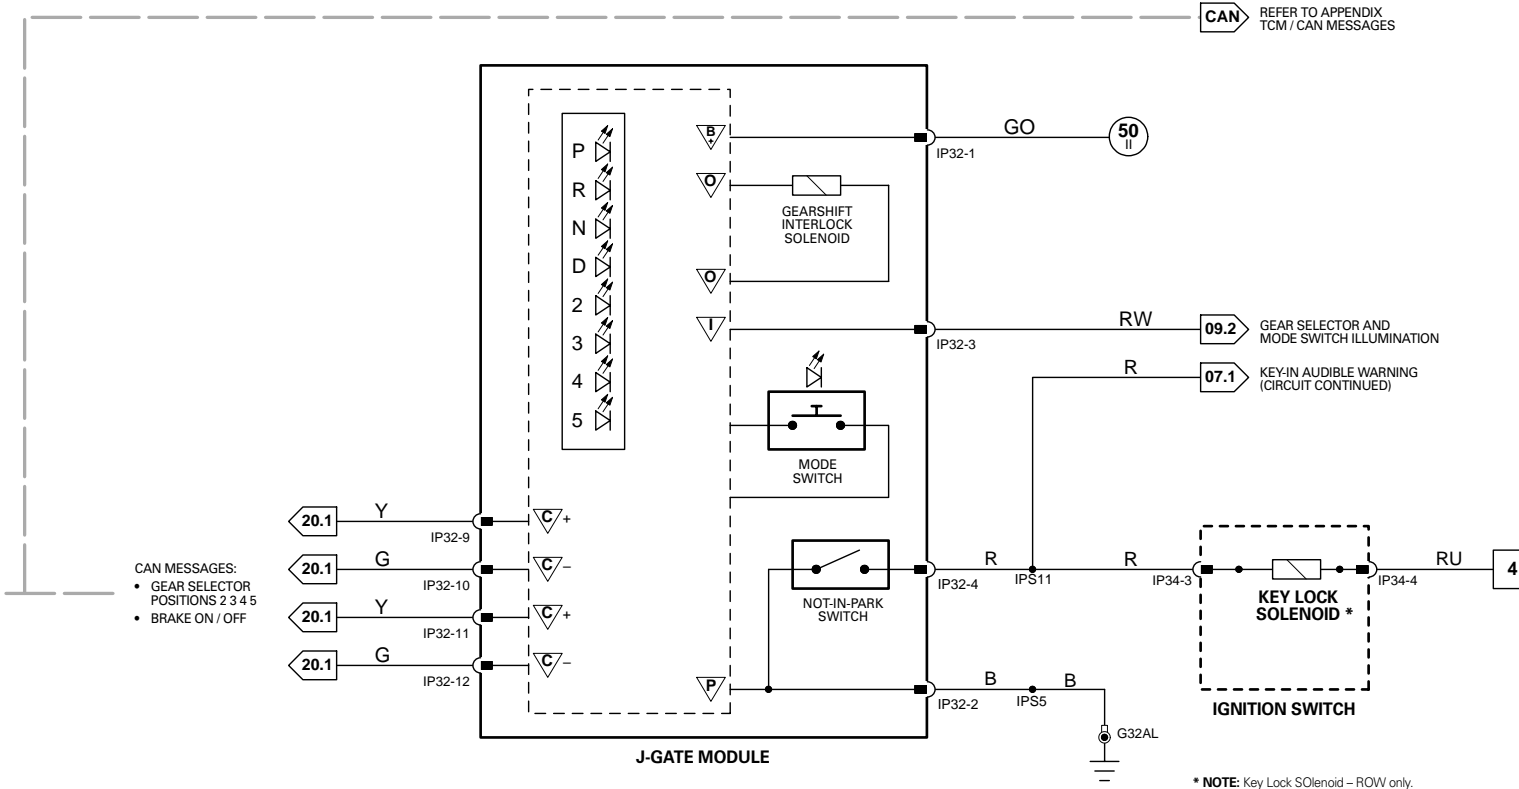 CAN
REFER TO APPENDIX
TCM / CAN MESSAGES
P
R
N
D
2
3
4
5
B
+
IP32-1
GO
50
II
O
GEARSHIFT
INTERLOCK
SOLENOID
O
I
IP32-3
RW
09.2
GEAR SELECTOR AND
MODE SWITCH ILLUMINATION
R
07.1
KEY-IN AUDIBLE WARNING
(CIRCUIT CONTINUED)
MODE
SWITCH
CAN MESSAGES:
• GEAR SELECTOR
POSITIONS 2 3 4 5
• BRAKE ON / OFF
20.1
Y
IP32-9
C +
20.1
G
IP32-10
C –
20.1
Y
IP32-11
C +
20.1
G
IP32-12
C –
NOT-IN-PARK
SWITCH
IP32-4
R
IPS11
R
IP34-3
KEY LOCK
SOLENOID *
IP34-4
RU
4
IGNITION SWITCH
P
IP32-2
B
IPS5
B
G32AL
J-GATE MODULE
* NOTE: Key Lock SOlenoid – ROW only.